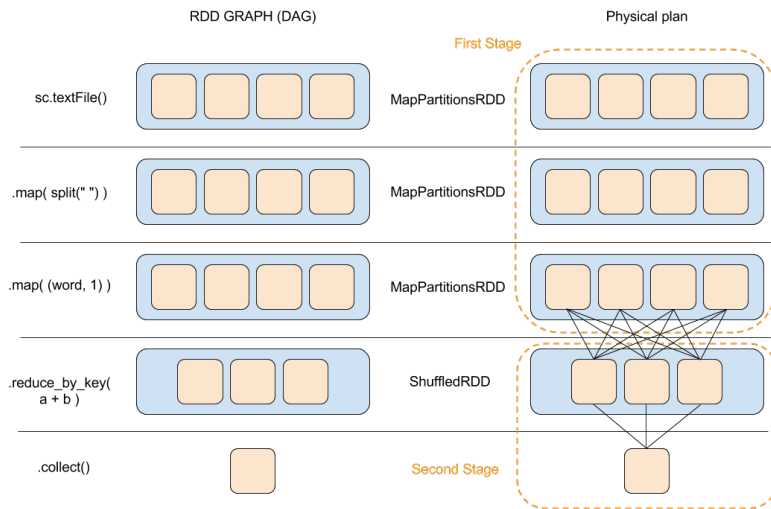 RDD GRAPH (DAG)
Physical plan
First Stage
sc.textFile()
MapPartitionsRDD
.map( split(" ") )
MapPartitionsRDD
.map( (word, 1) )
MapPartitionsRDD
.reduce_by_key(
a + b )
ShuffledRDD
.collect()
Second Stage